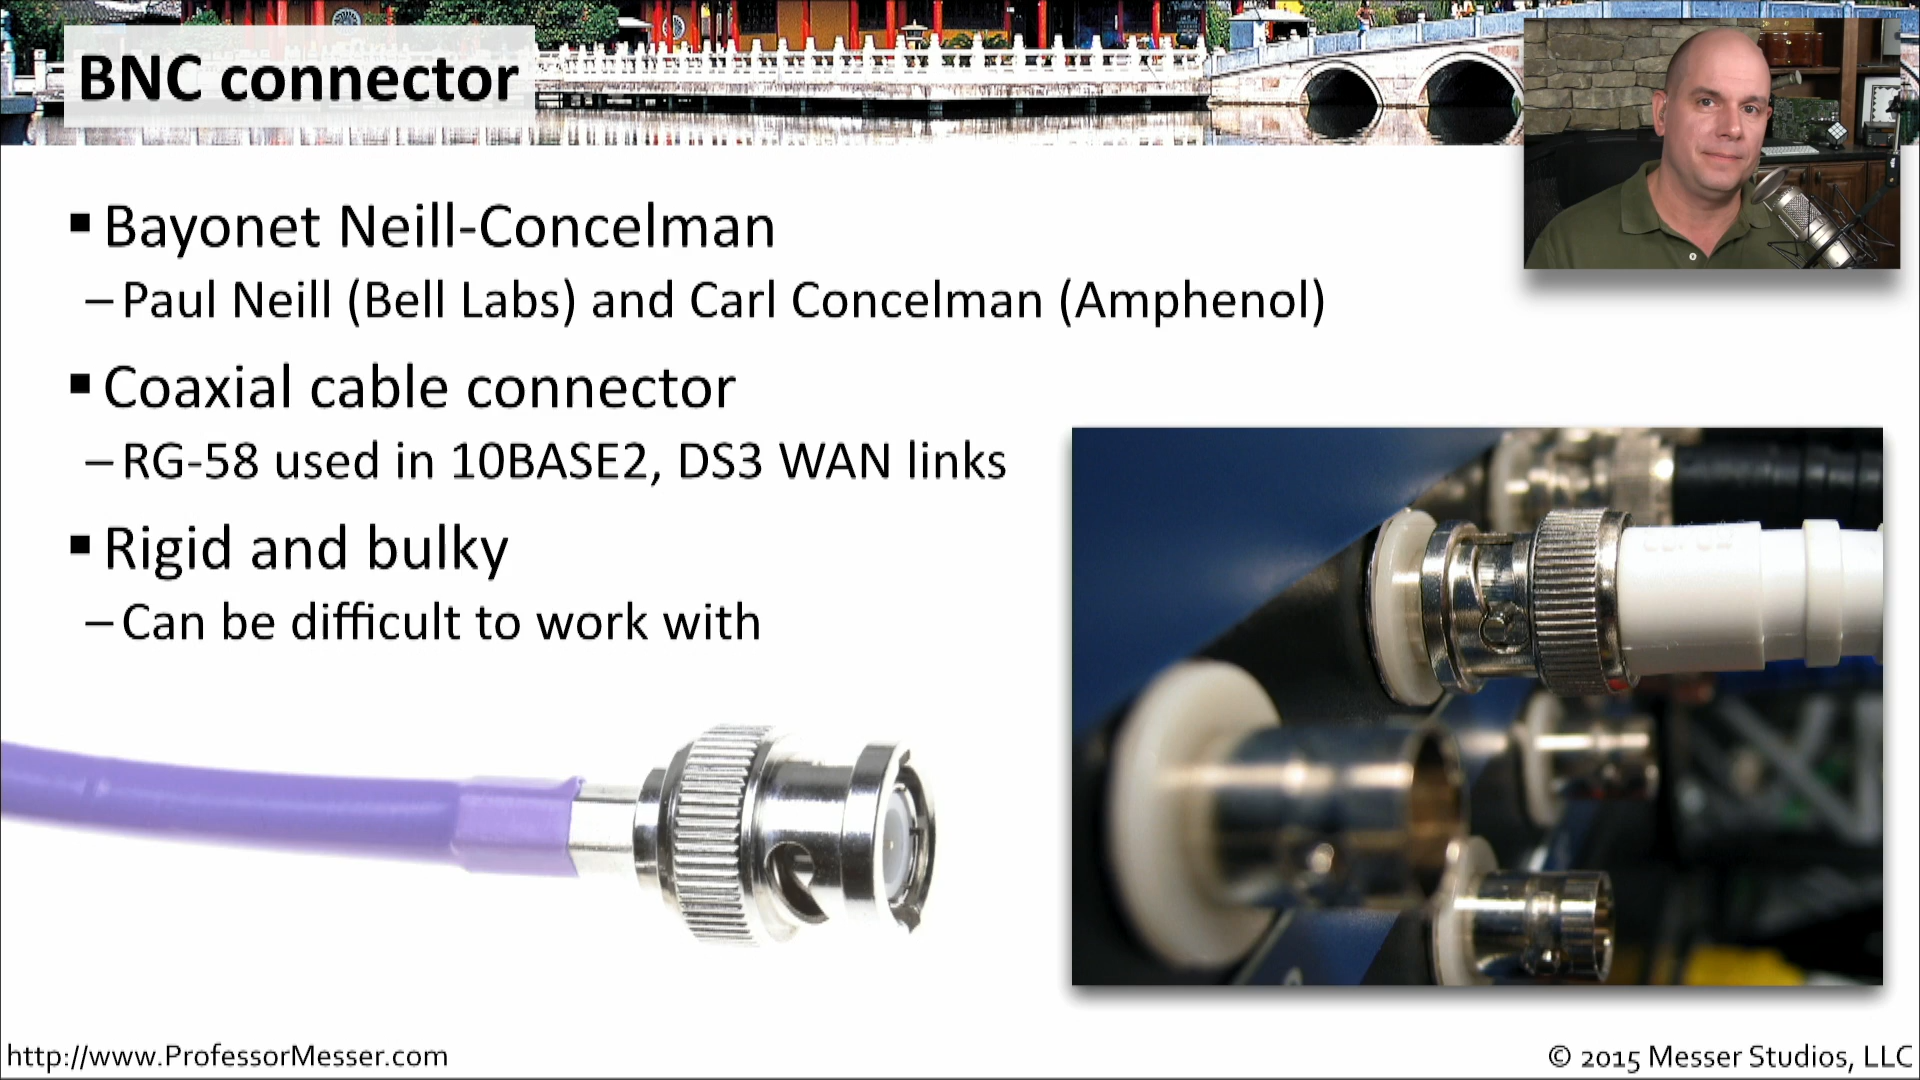 BNC connector
▪ Bayonet Neill-Concelman
– Paul Neill (Bell Labs) and Carl Concelman (Amphenol)
▪ Coaxial cable connector
– RG-58 used in 10BASE2, DS3 WAN links
▪ Rigid and bulky
– Can be difficult to work with
http://www.ProfessorMesser.com
© 2015 Messer Studios, LLC